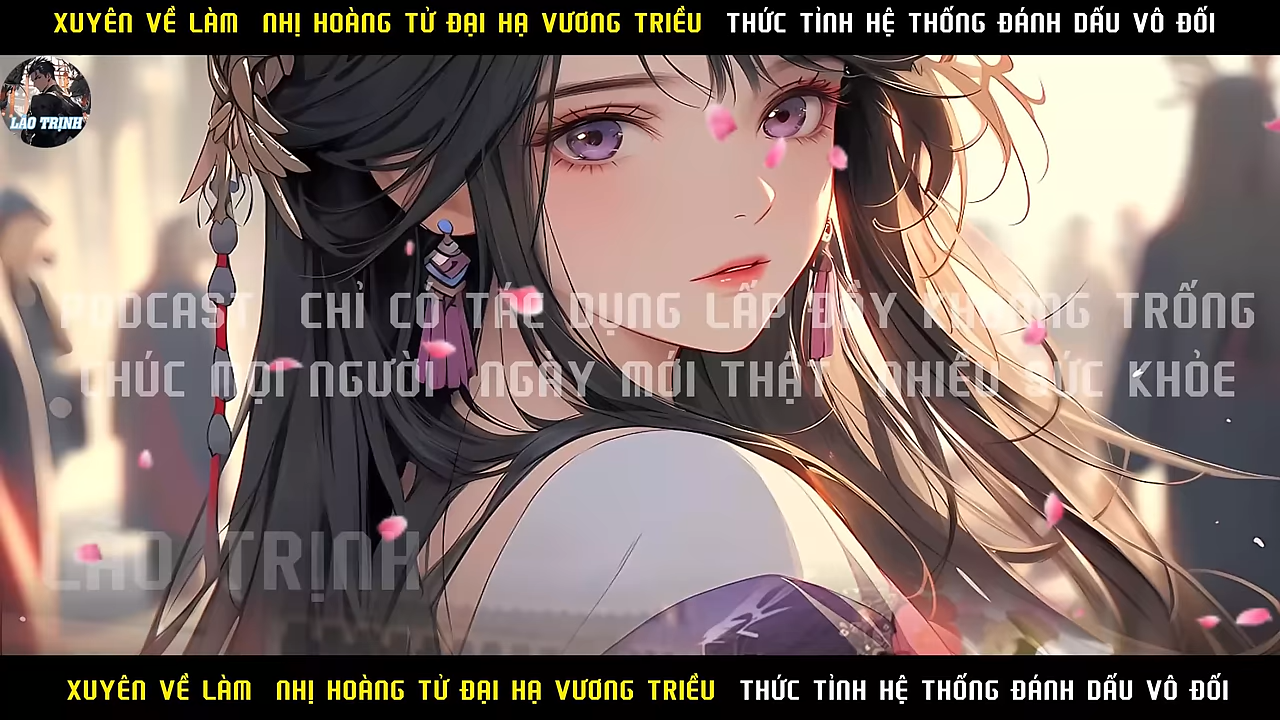 XUYÊN VỀ LÀM NHỊ HOÀNG TỬ ĐẠI HẠ VƯƠNG TRIỀU THỨC TỈNH HỆ THỐNG ĐÁNH DẤU VÔ ĐỐI
LÃO TRỊNH
PODCAST CHỈ CÓ TÁC DỤNG LẤP ĐẦY KHOẢNG TRỐNG
CHÚC MỌI NGƯỜI NGÀY MỚI THẬT NHIỀU SỨC KHỎE
LÃO TRỊNH
XUYÊN VỀ LÀM NHỊ HOÀNG TỬ ĐẠI HẠ VƯƠNG TRIỀU THỨC TỈNH HỆ THỐNG ĐÁNH DẤU VÔ ĐỐI